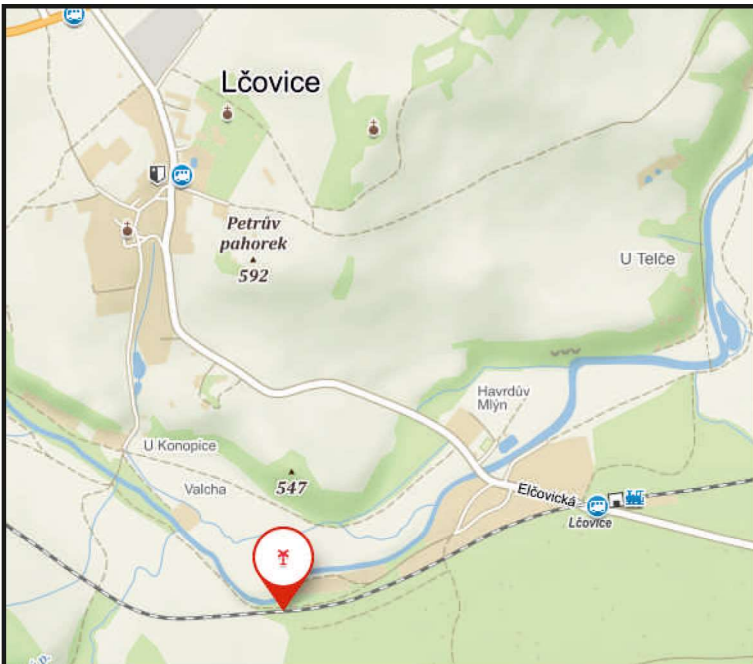 Lčovice
Petrův
pahorek
592
U Telče
Havrdův
Mlýn
U Konopice
547
Valcha
Elčovická
Lčovice